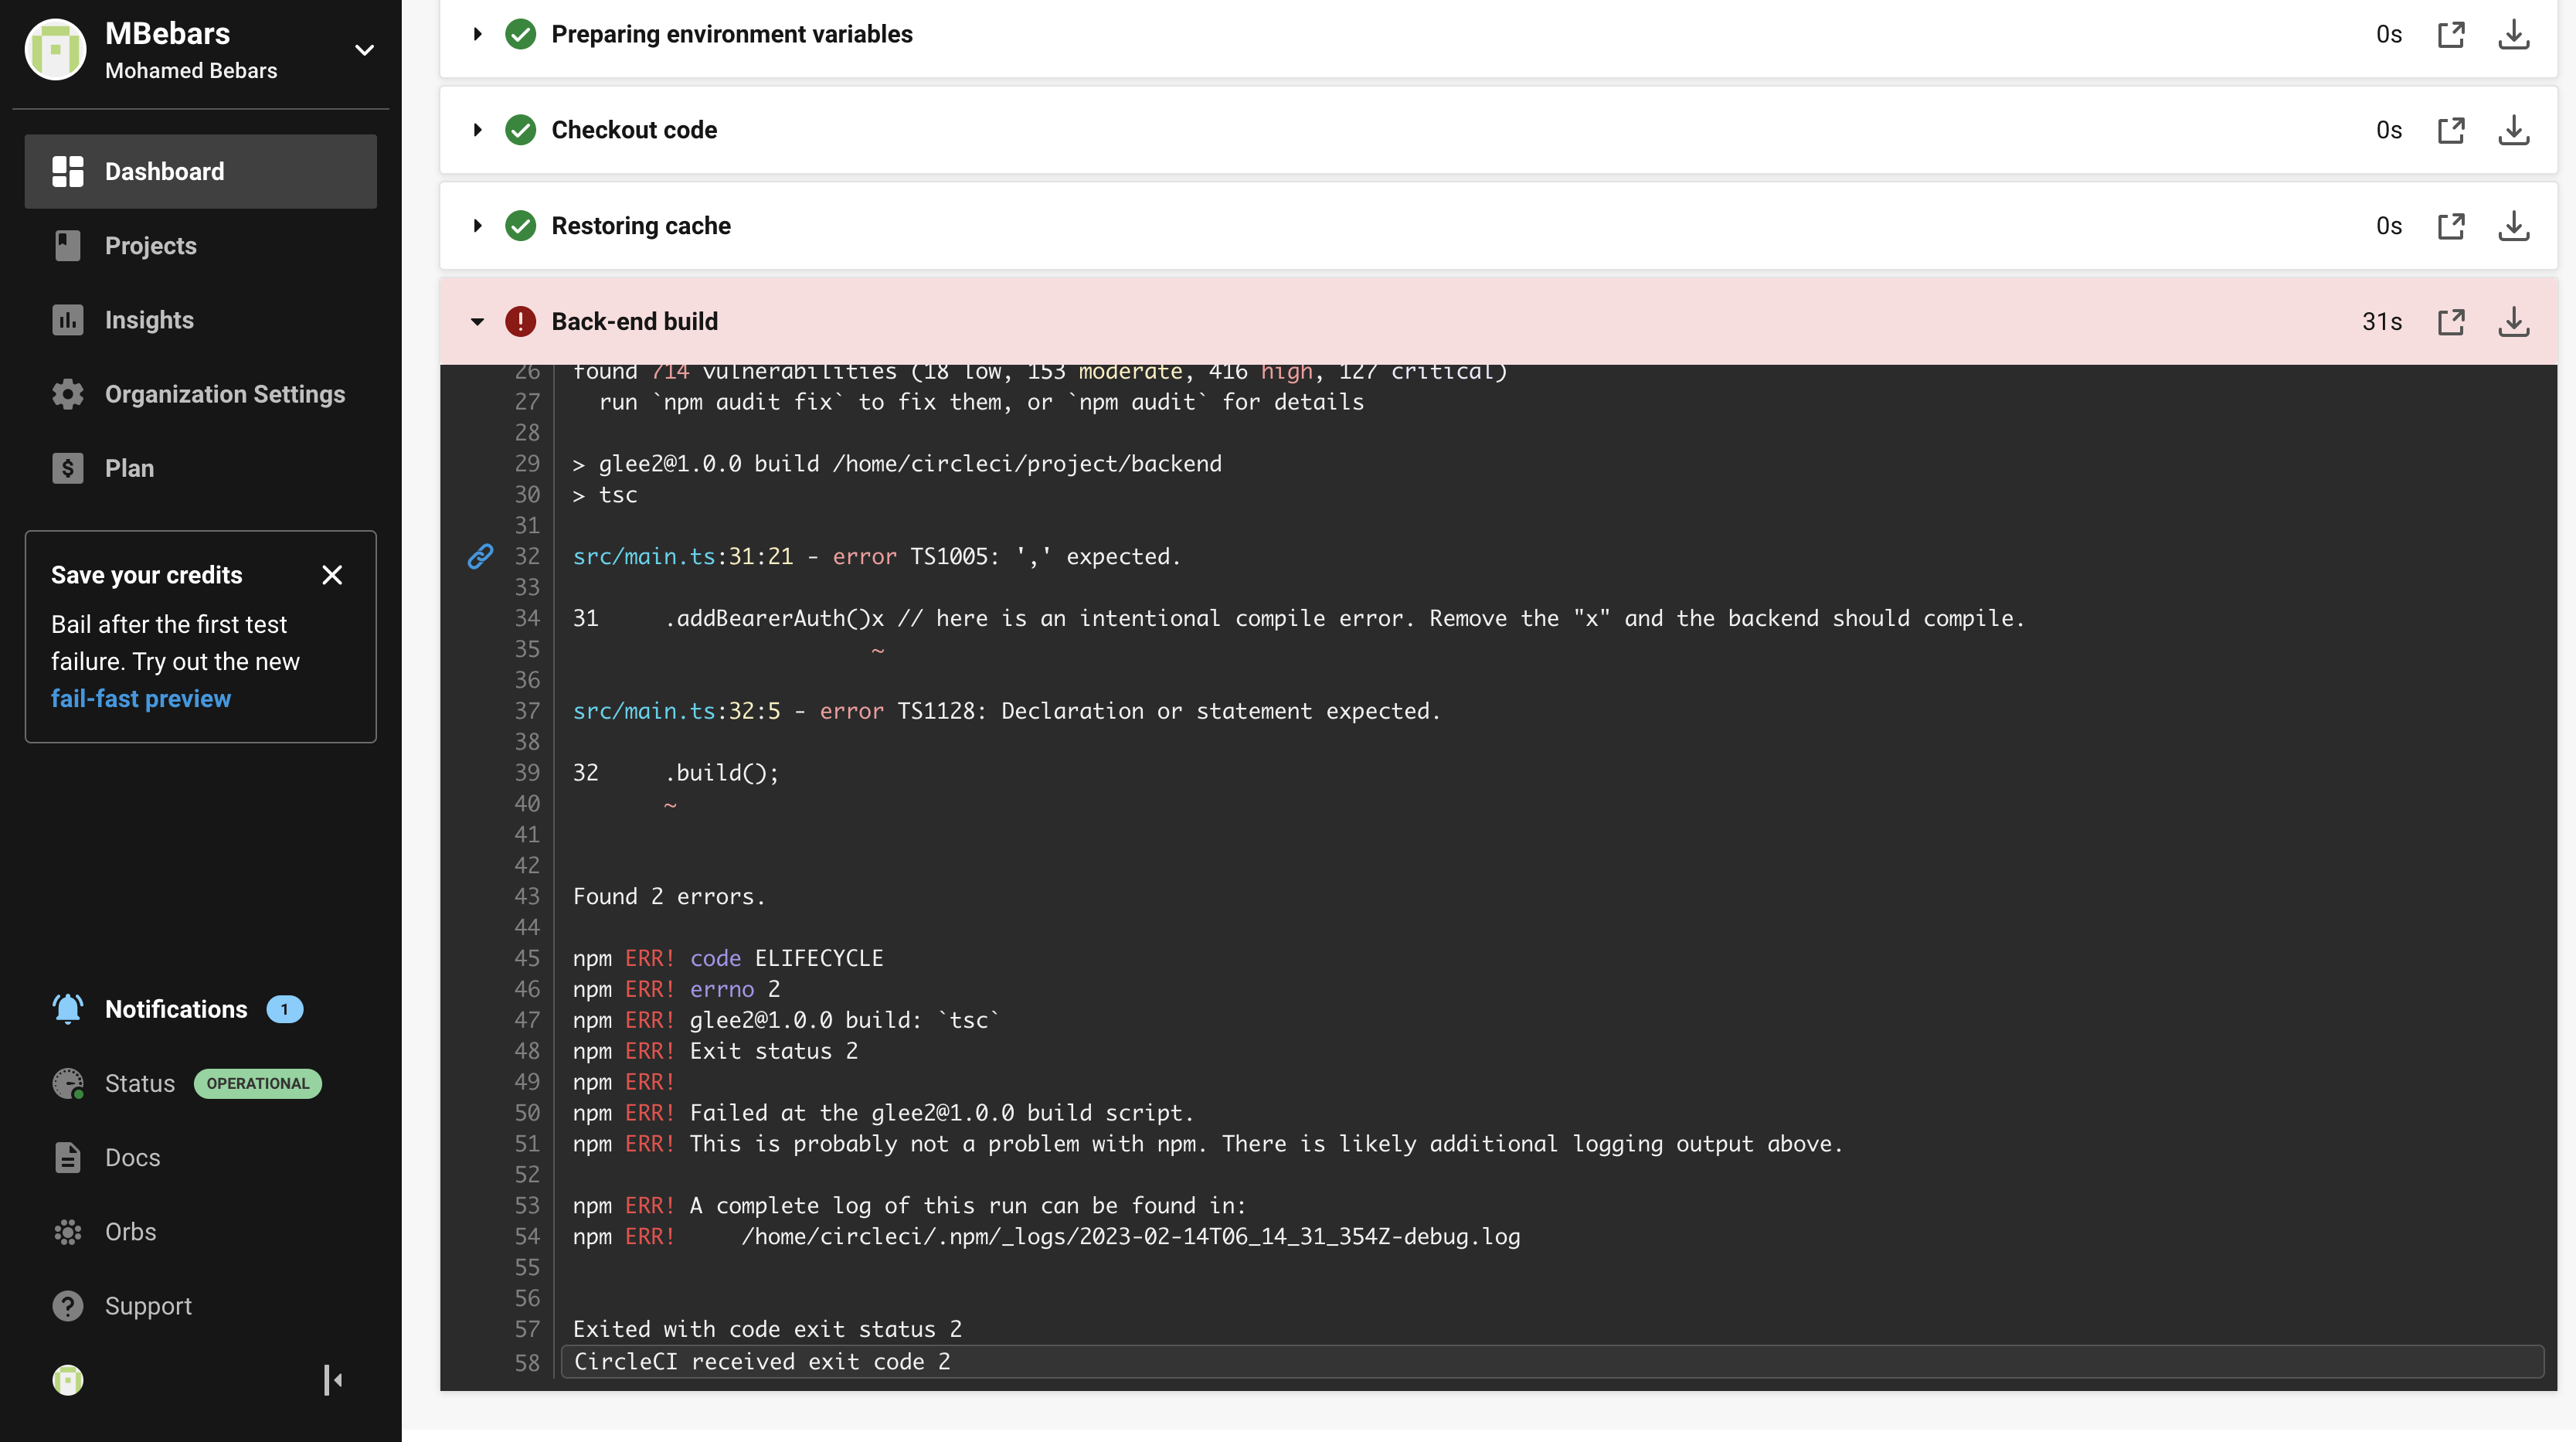 MBebars
Mohamed Bebars
Dashboard
Projects
Insights
Organization Settings
$ Plan
Save your credits
Bail after the first test
failure. Try out the new
fail-fast preview
Notifications 1
Status OPERATIONAL
Docs
Orbs
? Support
Preparing environment variables 0s
Checkout code 0s
Restoring cache 0s
! Back-end build 31s
26 found 714 vulnerabilities (18 low, 153 moderate, 416 high, 127 critical)
27 run `npm audit fix` to fix them, or `npm audit` for details
28
29 > glee2@1.0.0 build /home/circleci/project/backend
30 > tsc
31
32 src/main.ts:31:21 - error TS1005: ',' expected.
33
34 31 .addBearerAuth()x // here is an intentional compile error. Remove the "x" and the backend should compile.
35 ~
36
37 src/main.ts:32:5 - error TS1128: Declaration or statement expected.
38
39 32 .build();
40 ~
41
42
43 Found 2 errors.
44
45 npm ERR! code ELIFECYCLE
46 npm ERR! errno 2
47 npm ERR! glee2@1.0.0 build: `tsc`
48 npm ERR! Exit status 2
49 npm ERR!
50 npm ERR! Failed at the glee2@1.0.0 build script.
51 npm ERR! This is probably not a problem with npm. There is likely additional logging output above.
52
53 npm ERR! A complete log of this run can be found in:
54 npm ERR! /home/circleci/.npm/_logs/2023-02-14T06_14_31_354Z-debug.log
55
56
57 Exited with code exit status 2
58 CircleCI received exit code 2